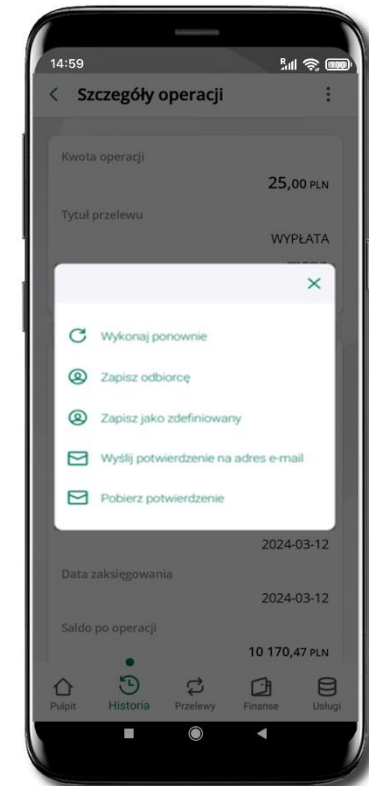 14:59
Szczegóły operacji
Kwota operacji
25,00 PLN
Tytuł przelewu
WYPŁATA
Wykonaj ponownie
Zapisz odbiorcę
Zapisz jako zdefiniowany
Wyślij potwierdzenie na adres e-mail
Pobierz potwierdzenie
2024-03-12
Data zaksięgowania
2024-03-12
Saldo po operacji
10 170,47 PLN
Pulpit Historia Przelewy Finanse Usługi